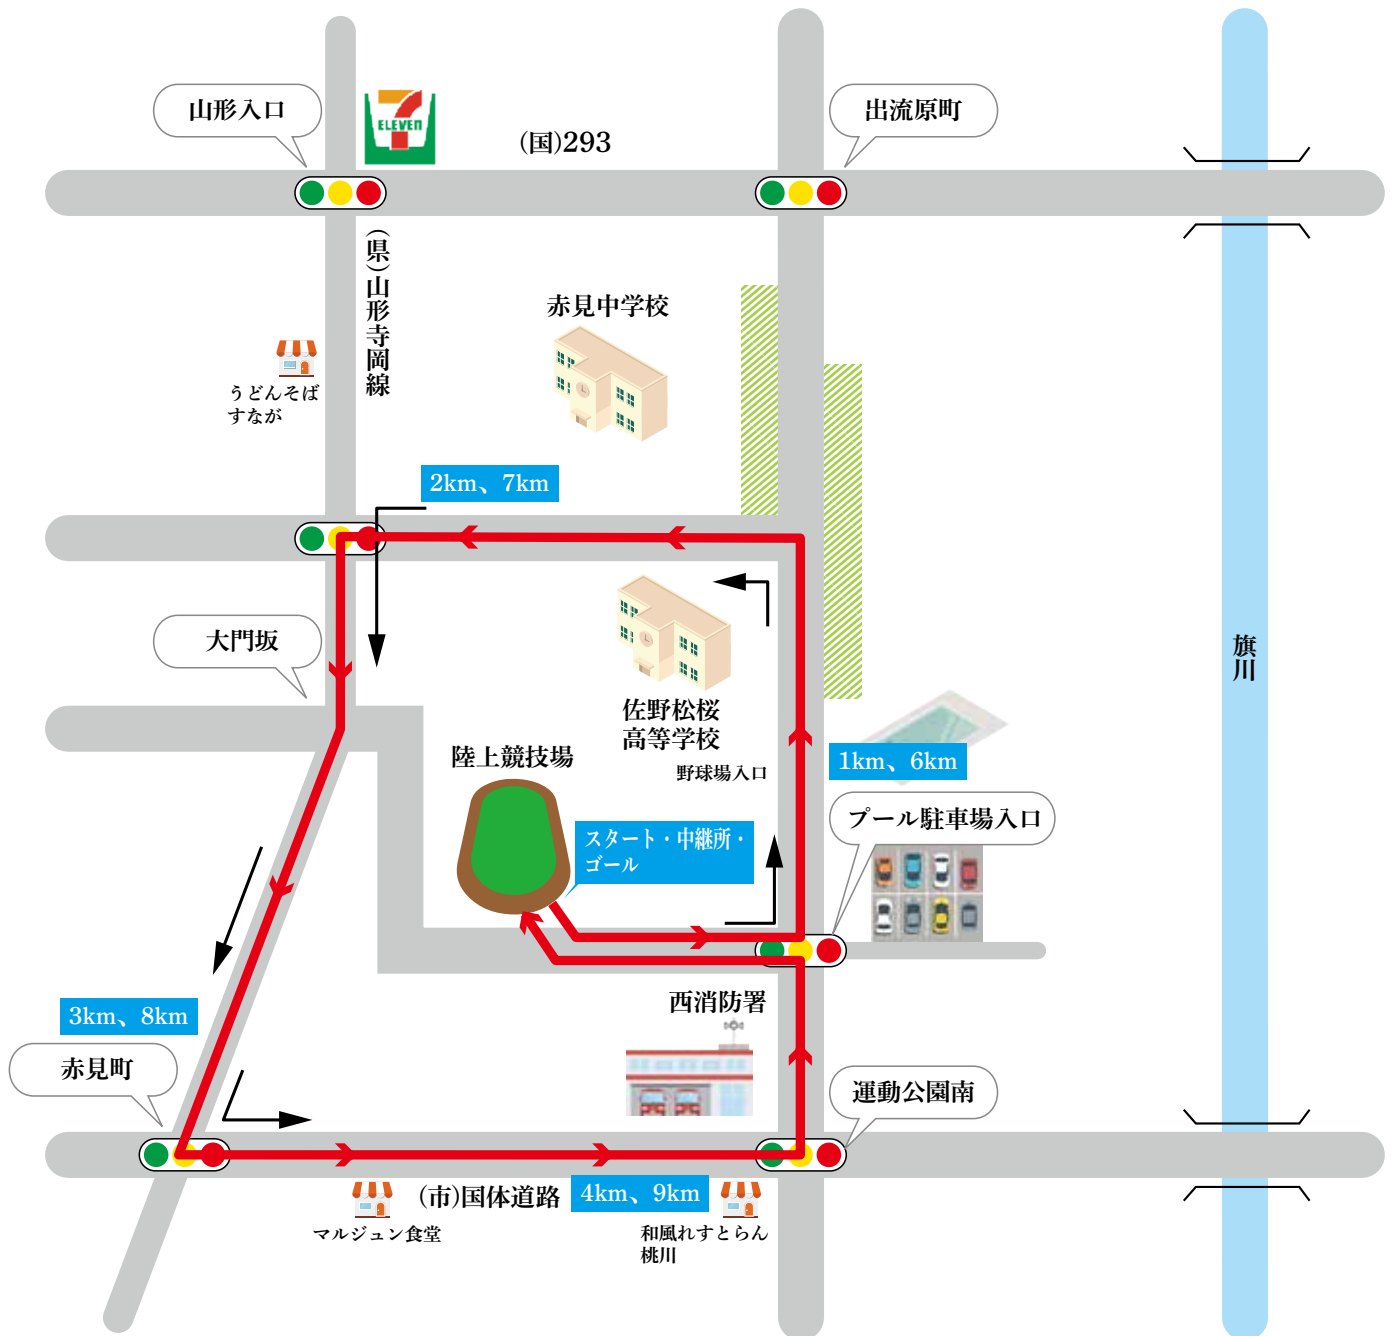 山形入口
7
ELEVEn
(国)293
出流原町
(県)山形寺岡線
赤見中学校
うどんそば
すなが
2km、7km
大門坂
佐野松桜
高等学校
旗川
陸上競技場
野球場入口
1km、6km
プール駐車場入口
スタート・中継所・
ゴール
西消防署
3km、8km
赤見町
運動公園南
(市)国体道路
4km、9km
マルジュン食堂
和風れすとらん
桃川